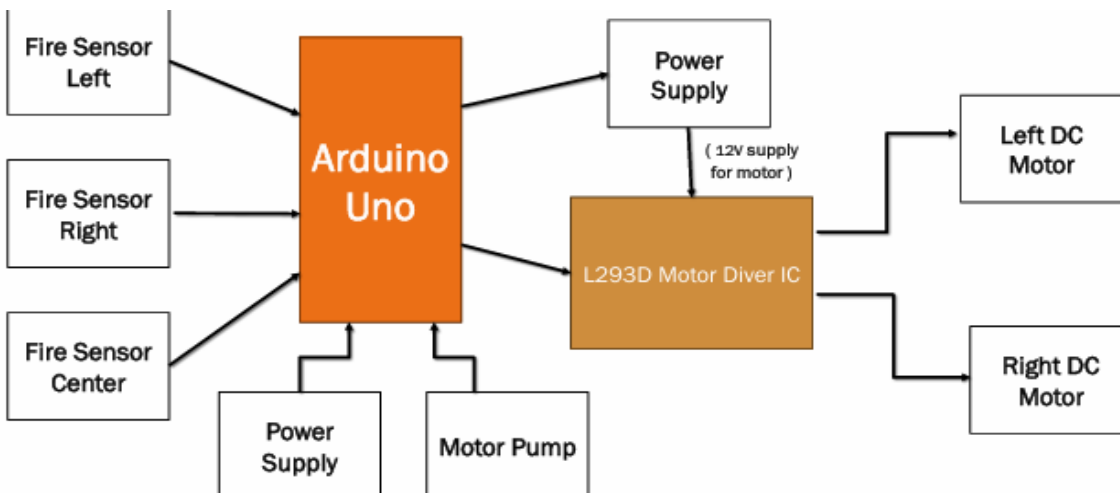 Fire Sensor
Left
Fire Sensor
Right
Fire Sensor
Center
Arduino
Uno
Power
Supply
Motor Pump
Power
Supply
( 12V supply
for motor )
L293D Motor Diver IC
Left DC
Motor
Right DC
Motor